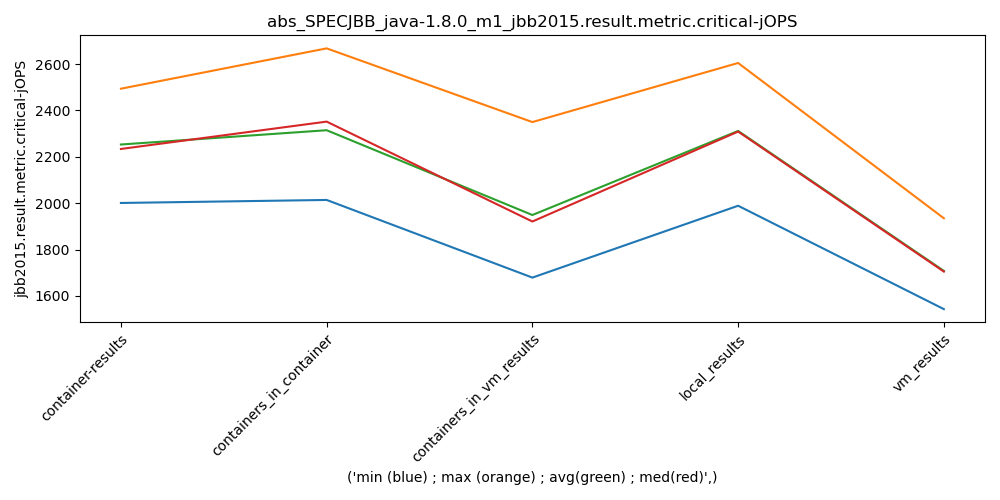 abs_SPECJBB_java-1.8.0_m1_jbb2015.result.metric.critical-jOPS
jbb2015.result.metric.critical-jOPS
2600
2400
2200
2000
1800
1600
container-results
containers_in_container
containers_in_vm_results
local_results
vm_results
('min (blue) ; max (orange) ; avg(green) ; med(red)',)